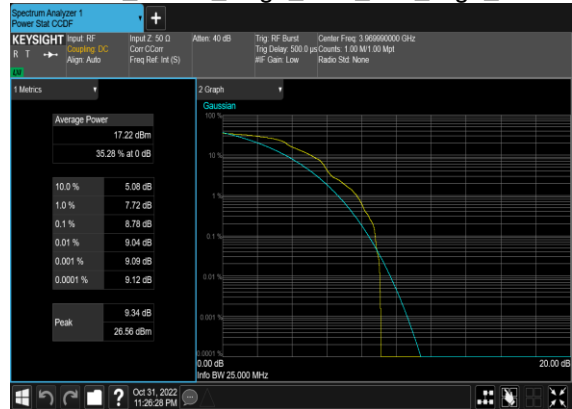 Spectrum Analyzer 1
Power Stat CCDF
+
KEYSIGHT
R T
LXI
Input: RF
Coupling: DC
Align: Auto
Input Z: 50 Ω
Corr CCorr
Freq Ref: Int (S)
Atten: 40 dB
Trig: RF Burst
Trig Delay: 500.0 µs
#IF Gain: Low
Center Freq: 3.969990000 GHz
Counts: 1.00 M/1.00 Mpt
Radio Std: None
1 Metrics
Average Power
17.22 dBm
35.28 % at 0 dB
10.0 % 5.08 dB
1.0 % 7.72 dB
0.1 % 8.78 dB
0.01 % 9.04 dB
0.001 % 9.09 dB
0.0001 % 9.12 dB
Peak
9.34 dB
26.56 dBm
2 Graph
Gaussian
100 %
10 %
1 %
0.1 %
0.01 %
0.001 %
0.0001 %
0.00 dB
20.00 dB
Info BW 25.000 MHz
?
Oct 31, 2022
11:26:28 PM